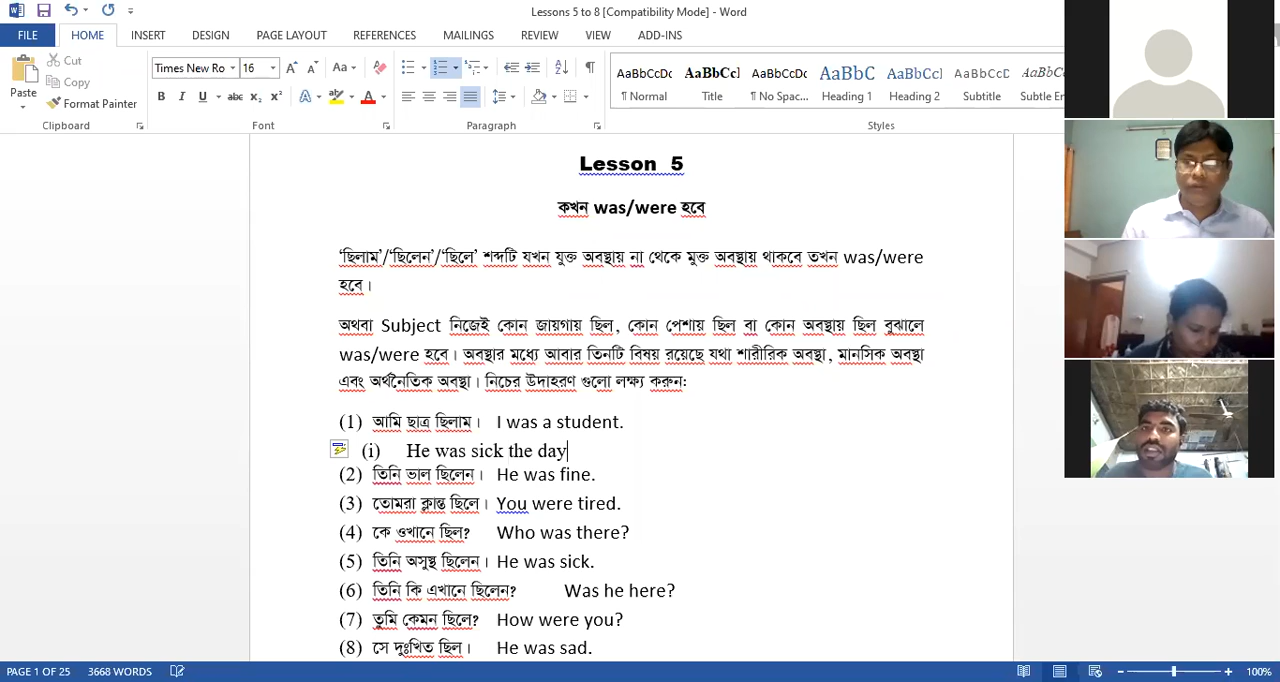 Lessons 5 to 8 [Compatibility Mode] - Word
FILE HOME INSERT DESIGN PAGE LAYOUT REFERENCES MAILINGS REVIEW VIEW ADD-INS
Paste
Cut
Copy
Format Painter
Clipboard
Times New Ro 16
Font
Paragraph
AaBbCcDc AaBbCcl AaBbCcDc AaBbC AaBbCc AaBbCcD AaBbCcD
¶ Normal Title ¶ No Spac... Heading 1 Heading 2 Subtitle Subtle Em
Styles
Lesson 5
কখন was/were হবে
‘ছিলাম’/‘ছিলেন’/‘ছিলে’ শব্দটি যখন যুক্ত অবস্থায় না থেকে মুক্ত অবস্থায় থাকবে তখন was/were
হবে।
অথবা Subject নিজেই কোন জায়গায় ছিল, কোন পেশায় ছিল বা কোন অবস্থায় ছিল বুঝালে
was/were হবে। অবস্থার মধ্যে আবার তিনটি বিষয় রয়েছে যথা শারীরিক অবস্থা, মানসিক অবস্থা
এবং অর্থনৈতিক অবস্থা। নিচের উদাহরণ গুলো লক্ষ্য করুন:
(1) আমি ছাত্র ছিলাম। I was a student.
(i) He was sick the day
(2) তিনি ভাল ছিলেন। He was fine.
(3) তোমরা ক্লান্ত ছিলে। You were tired.
(4) কে ওখানে ছিল? Who was there?
(5) তিনি অসুস্থ ছিলেন। He was sick.
(6) তিনি কি এখানে ছিলেন? Was he here?
(7) তুমি কেমন ছিলে? How were you?
(8) সে দুঃখিত ছিল। He was sad.
PAGE 1 OF 25 3668 WORDS 100%